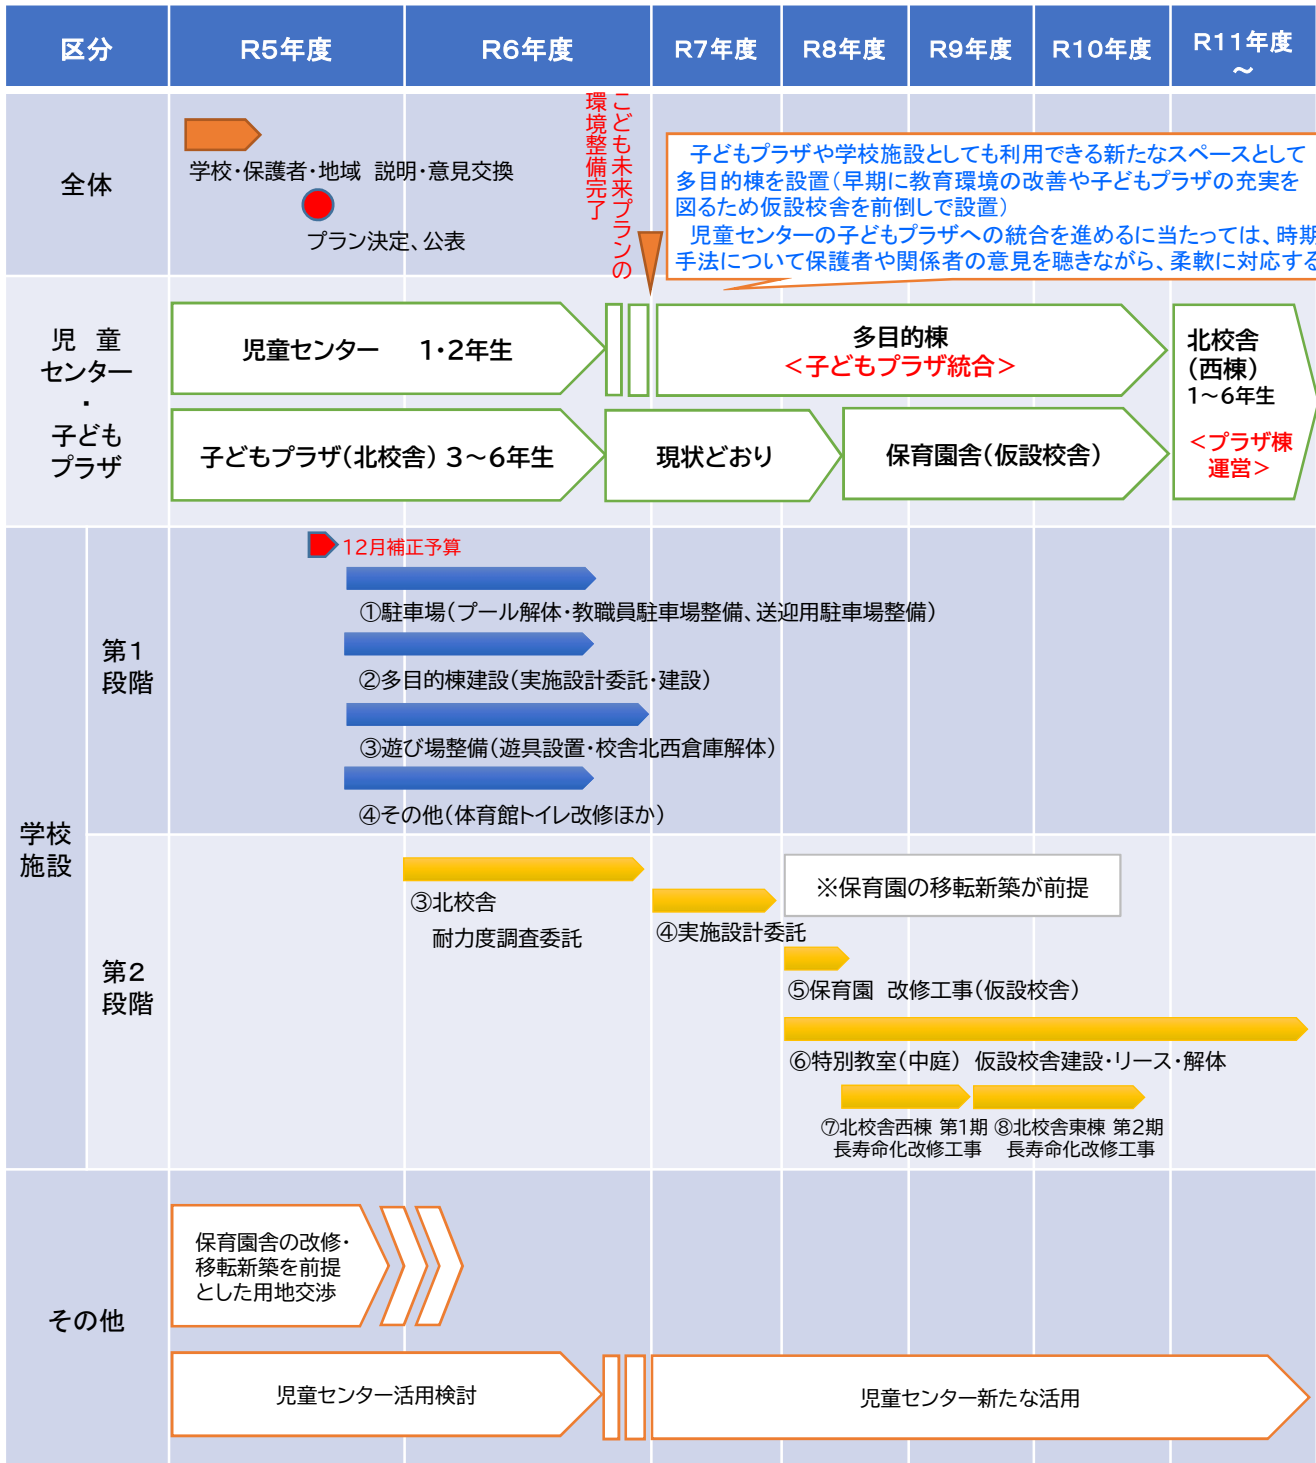 区分
R5年度
R6年度
R7年度
R8年度
R9年度
R10年度
R11年度
～
全体
学校・保護者・地域　説明・意見交換
プラン決定、公表
こども未来プランの
環境整備完了
子どもプラザや学校施設としても利用できる新たなスペースとして
多目的棟を設置（早期に教育環境の改善や子どもプラザの充実を
図るため仮設校舎を前倒しで設置）
児童センターの子どもプラザへの統合を進めるに当たっては、時期
手法について保護者や関係者の意見を聴きながら、柔軟に対応する
児　童
センター
・
子ども
プラザ
児童センター　　1・2年生
多目的棟
＜子どもプラザ統合＞
北校舎
（西棟）
1～6年生
＜プラザ棟
運営＞
子どもプラザ（北校舎）3～6年生
現状どおり
保育園舎（仮設校舎）
学校
施設
第1
段階
12月補正予算
①駐車場（プール解体・教職員駐車場整備、送迎用駐車場整備）
②多目的棟建設（実施設計委託・建設）
③遊び場整備（遊具設置・校舎北西倉庫解体）
④その他（体育館トイレ改修ほか）
第2
段階
③北校舎
耐力度調査委託
④実施設計委託
※保育園の移転新築が前提
⑤保育園　改修工事（仮設校舎）
⑥特別教室（中庭）　仮設校舎建設・リース・解体
⑦北校舎西棟 第1期
長寿命化改修工事
⑧北校舎東棟 第2期
長寿命化改修工事
その他
保育園舎の改修・
移転新築を前提
とした用地交渉
児童センター活用検討
児童センター新たな活用